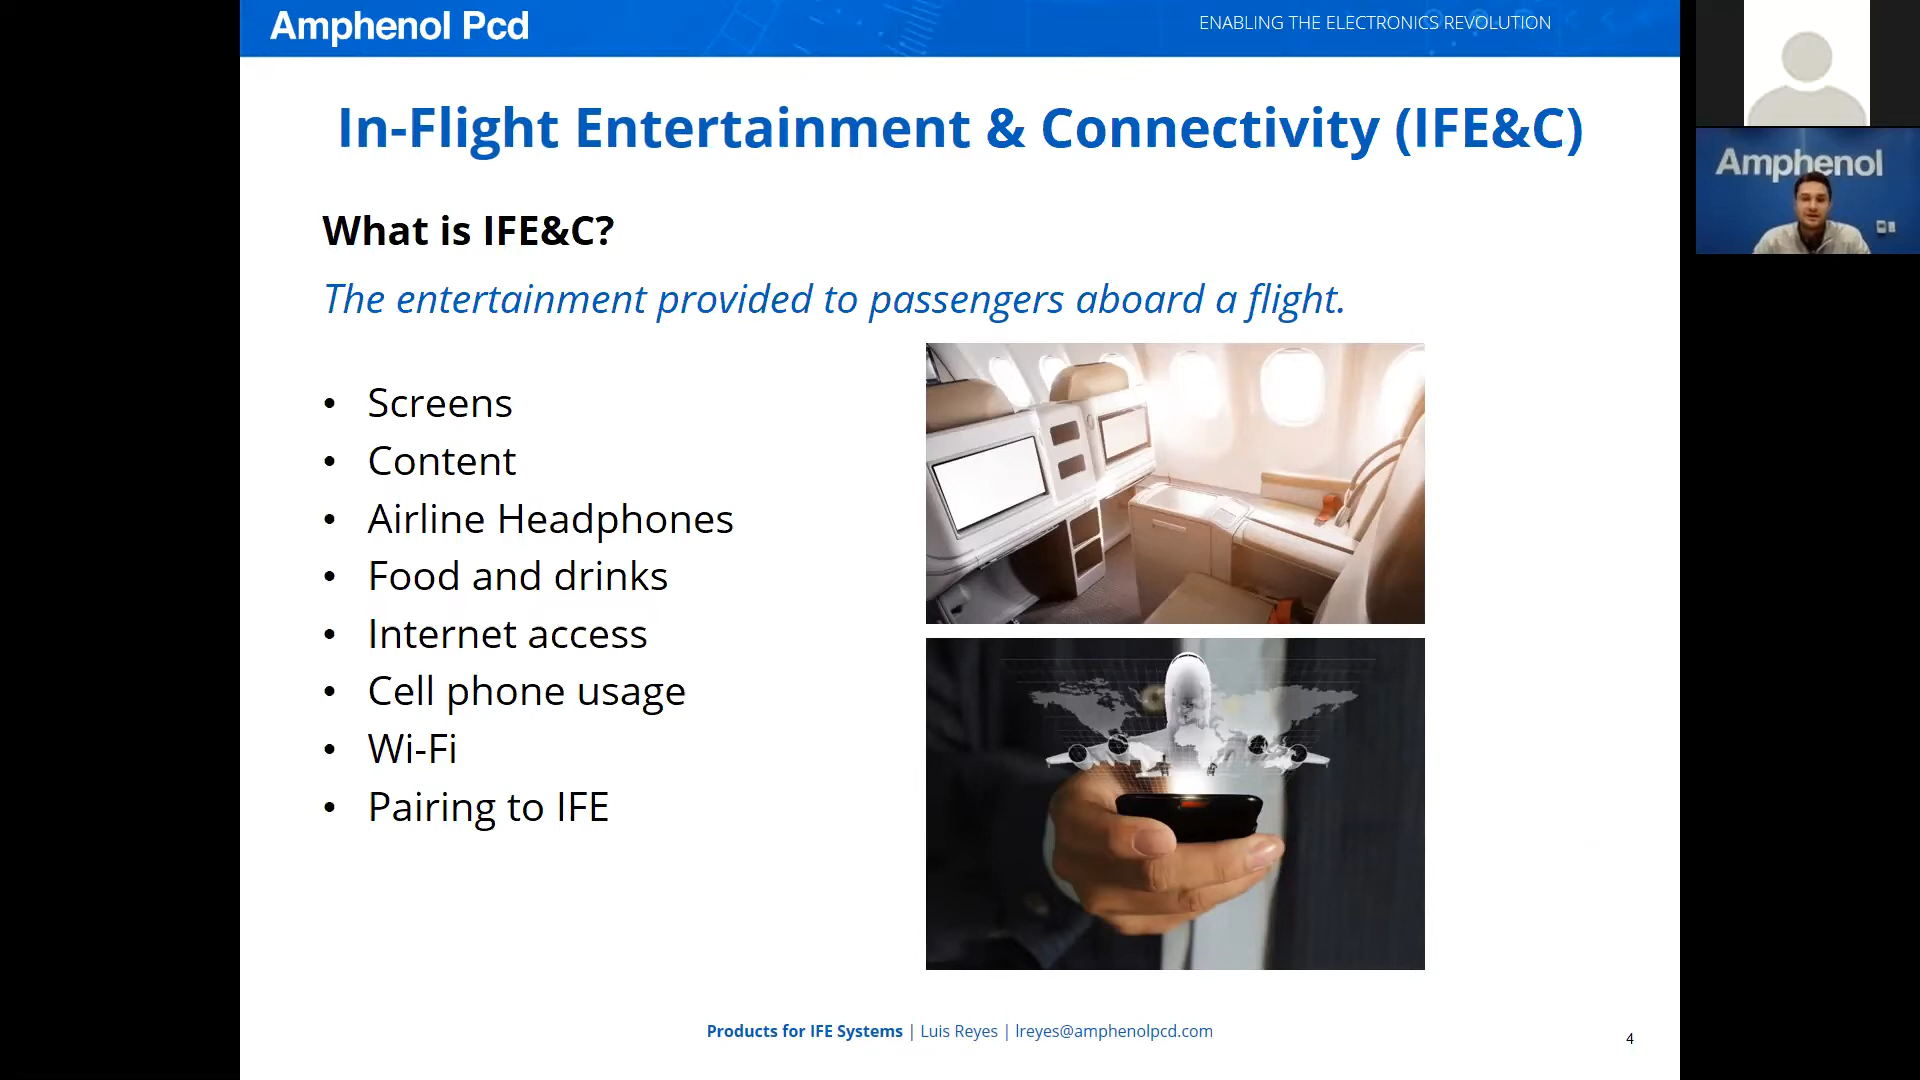 Amphenol Pcd
ENABLING THE ELECTRONICS REVOLUTION
In-Flight Entertainment & Connectivity (IFE&C)
What is IFE&C?
The entertainment provided to passengers aboard a flight.
• Screens
• Content
• Airline Headphones
• Food and drinks
• Internet access
• Cell phone usage
• Wi-Fi
• Pairing to IFE
Products for IFE Systems | Luis Reyes | lreyes@amphenolpcd.com
4
Amphenol